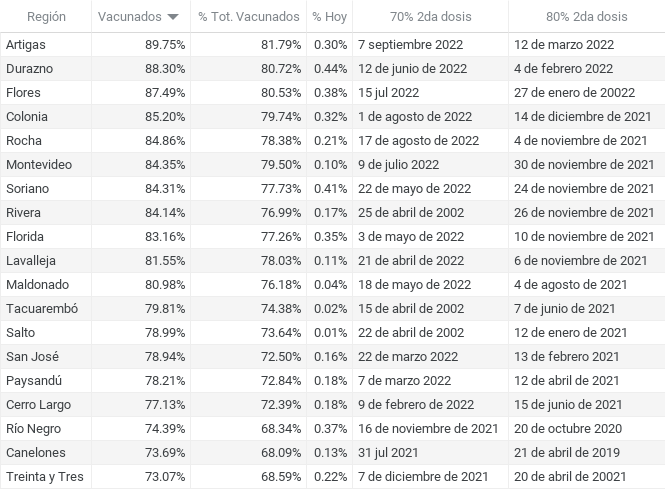 Región Vacunados % Tot. Vacunados % Hoy 70% 2da dosis 80% 2da dosis
Artigas 89.75% 81.79% 0.30% 7 septiembre 2022 12 de marzo 2022
Durazno 88.30% 80.72% 0.44% 12 de junio de 2022 4 de febrero 2022
Flores 87.49% 80.53% 0.38% 15 jul 2022 27 de enero de 20022
Colonia 85.20% 79.74% 0.32% 1 de agosto de 2022 14 de diciembre de 2021
Rocha 84.86% 78.38% 0.21% 17 de agosto de 2022 4 de noviembre de 2021
Montevideo 84.35% 79.50% 0.10% 9 de julio 2022 30 de noviembre de 2021
Soriano 84.31% 77.73% 0.41% 22 de mayo de 2022 24 de noviembre de 2021
Rivera 84.14% 76.99% 0.17% 25 de abril de 2002 26 de noviembre de 2021
Florida 83.16% 77.26% 0.35% 3 de mayo de 2022 10 de noviembre de 2021
Lavalleja 81.55% 78.03% 0.11% 21 de abril de 2022 6 de noviembre de 2021
Maldonado 80.98% 76.18% 0.04% 18 de mayo de 2022 4 de agosto de 2021
Tacuarembó 79.81% 74.38% 0.02% 15 de abril de 2002 7 de junio de 2021
Salto 78.99% 73.64% 0.01% 22 de abril de 2002 12 de enero de 2021
San José 78.94% 72.50% 0.16% 22 de marzo 2022 13 de febrero 2021
Paysandú 78.21% 72.84% 0.18% 7 de marzo 2022 12 de abril de 2021
Cerro Largo 77.13% 72.39% 0.18% 9 de febrero de 2022 15 de junio de 2021
Río Negro 74.39% 68.34% 0.37% 16 de noviembre de 2021 20 de octubre 2020
Canelones 73.69% 68.09% 0.13% 31 jul 2021 21 de abril de 2019
Treinta y Tres 73.07% 68.59% 0.22% 7 de diciembre de 2021 20 de abril de 20021